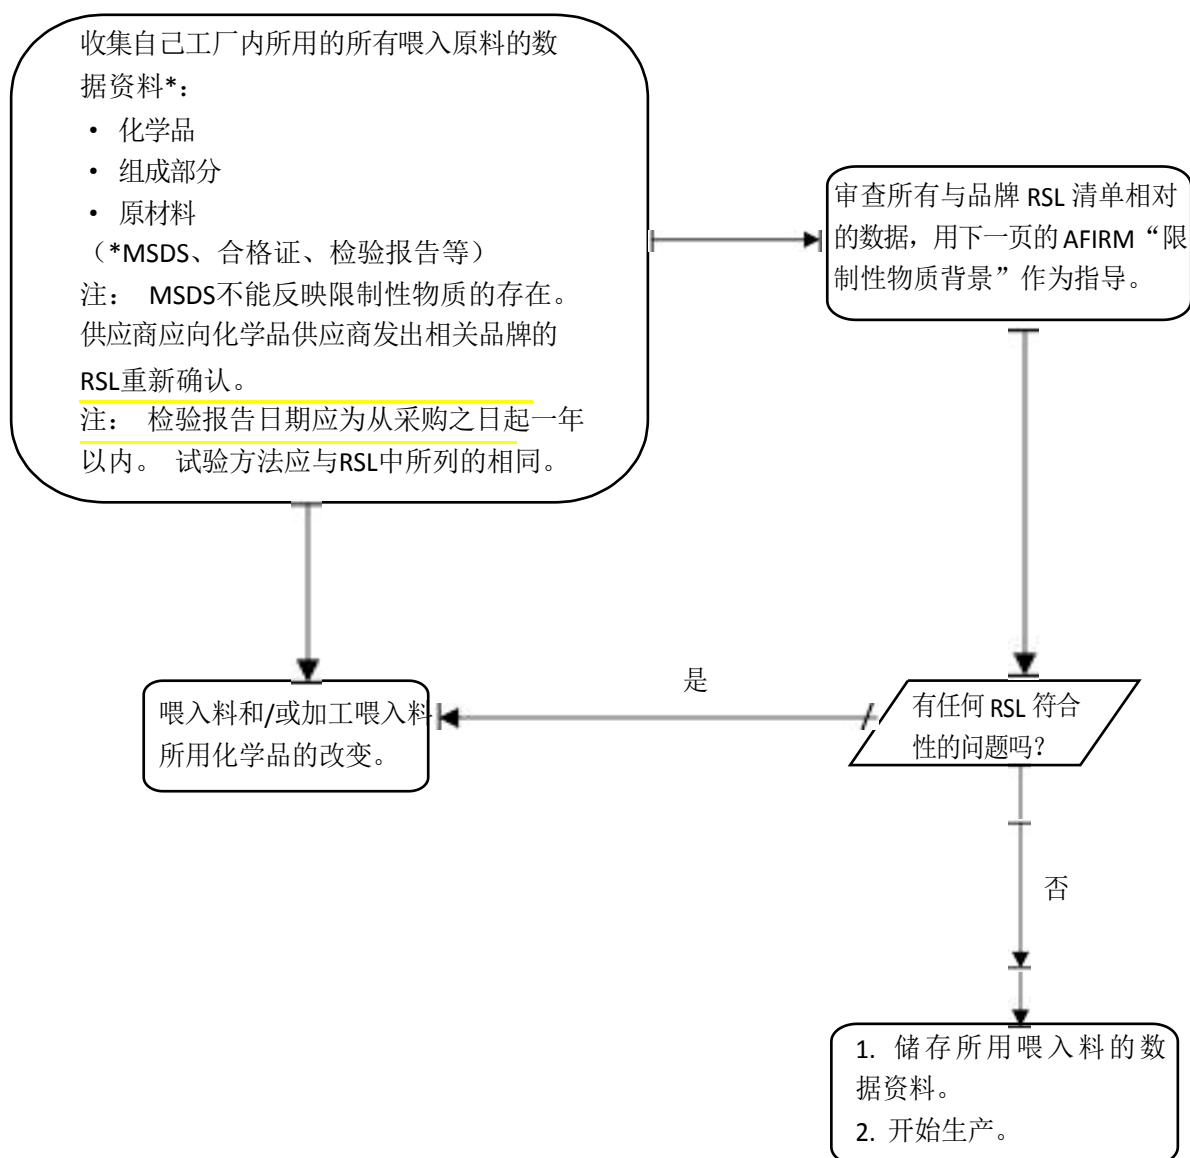 收集自己工厂内所用的所有喂入原料的数
据资料*：
• 化学品
• 组成部分
• 原材料
（*MSDS、合格证、检验报告等）
注： MSDS不能反映限制性物质的存在。
供应商应向化学品供应商发出相关品牌的
RSL重新确认。
注： 检验报告日期应为从采购之日起一年
以内。 试验方法应与RSL中所列的相同。
审查所有与品牌 RSL 清单相对
的数据，用下一页的 AFIRM“限
制性物质背景”作为指导。
喂入料和/或加工喂入料
所用化学品的改变。
是
有任何 RSL 符合
性的问题吗？
否
1. 储存所用喂入料的数
据资料。
2. 开始生产。